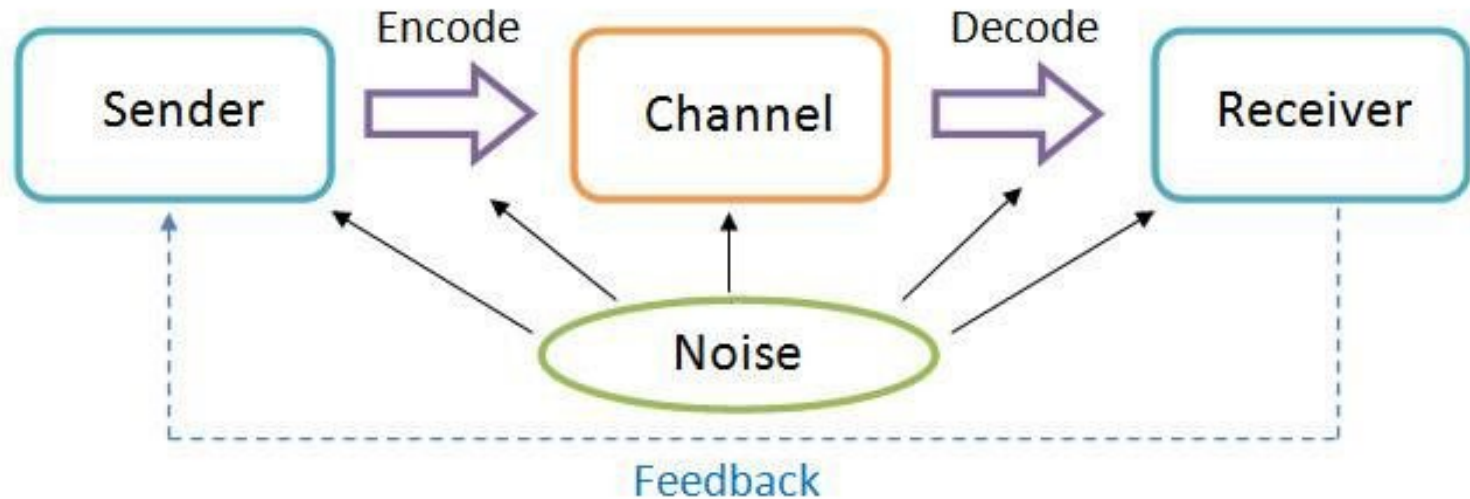 Encode
Decode
Sender
Channel
Receiver
Noise
Feedback